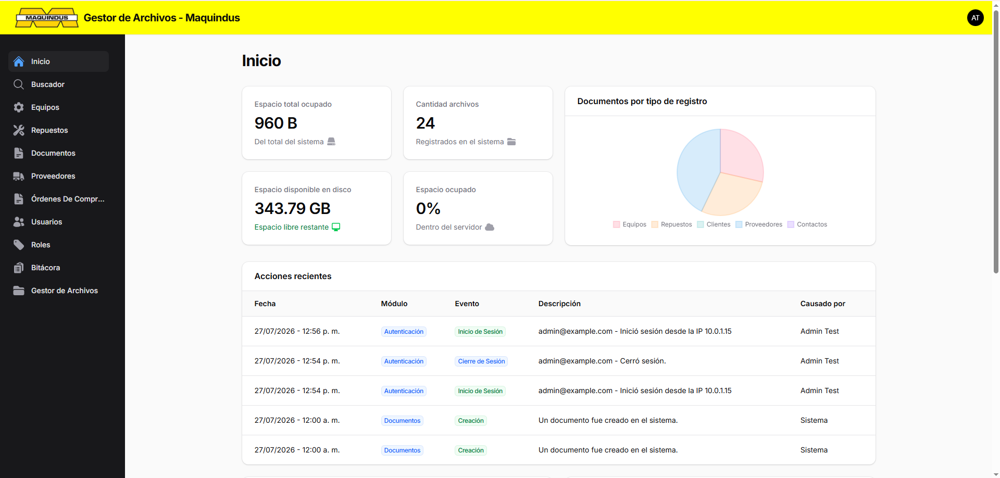 MAQUINDUS
Gestor de Archivos - Maquindus
AT
Inicio
Buscador
Equipos
Repuestos
Documentos
Proveedores
Órdenes De Compr...
Usuarios
Roles
Bitácora
Gestor de Archivos
Inicio
Espacio total ocupado
960 B
Del total del sistema
Cantidad archivos
24
Registrados en el sistema
Espacio disponible en disco
343.79 GB
Espacio libre restante
Espacio ocupado
0%
Dentro del servidor
Documentos por tipo de registro
Equipos Repuestos Clientes Proveedores Contactos
Acciones recientes
Fecha Módulo Evento Descripción Causado por
27/07/2026 - 12:56 p. m. Autenticación Inicio de Sesión admin@example.com - Inició sesión desde la IP 10.0.1.15 Admin Test
27/07/2026 - 12:54 p. m. Autenticación Cierre de Sesión admin@example.com - Cerró sesión. Admin Test
27/07/2026 - 12:54 p. m. Autenticación Inicio de Sesión admin@example.com - Inició sesión desde la IP 10.0.1.15 Admin Test
27/07/2026 - 12:00 a. m. Documentos Creación Un documento fue creado en el sistema. Sistema
27/07/2026 - 12:00 a. m. Documentos Creación Un documento fue creado en el sistema. Sistema